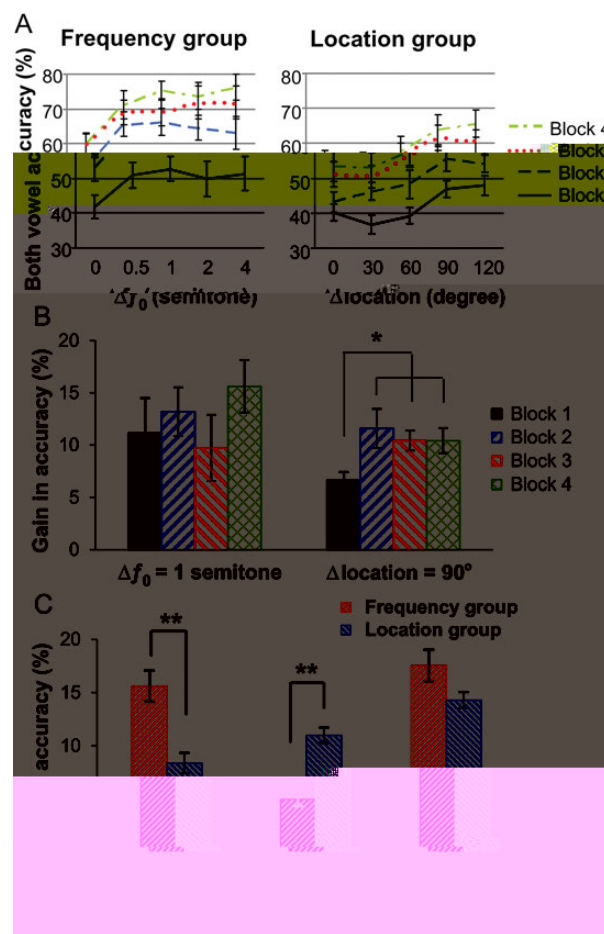 A
Frequency group
Location group
Both vowel accuracy (%)
80
70
60
50
40
30
80
70
60
50
40
30
Block 4
Block
Block
Block
0 0.5 1 2 4
0 30 60 90 120
Δf0 (semitone)
Δlocation (degree)
B
Gain in accuracy (%)
20
15
10
5
0
*
Block 1
Block 2
Block 3
Block 4
Δf0 = 1 semitone
Δlocation = 90°
C
Frequency group
Location group
accuracy (%)
20
15
10
**
**